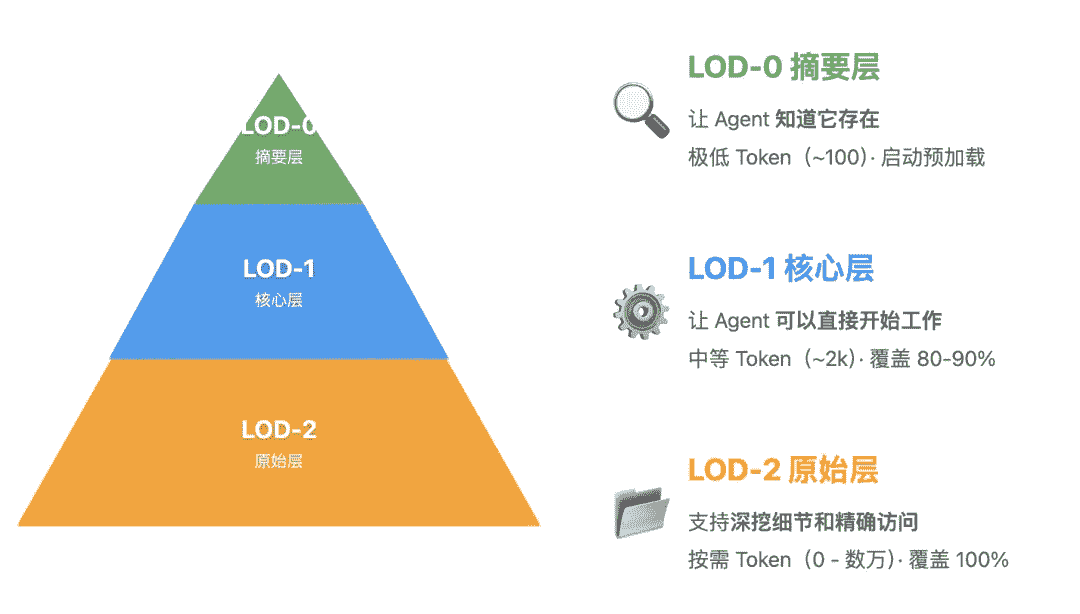 LOD-0
摘要层
LOD-1
核心层
LOD-2
原始层
LOD-0 摘要层
让 Agent 知道它存在
极低 Token（~100）· 启动预加载
LOD-1 核心层
让 Agent 可以直接开始工作
中等 Token（~2k）· 覆盖 80-90%
LOD-2 原始层
支持深挖细节和精确访问
按需 Token（0 - 数万）· 覆盖 100%